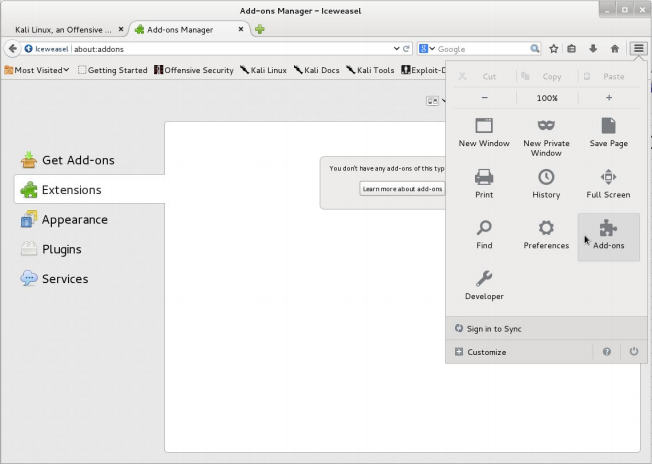 Add-ons Manager - Iceweasel
Kali Linux, an Offensive ... × Add-ons Manager ×
Iceweasel about:addons Google
Most Visited Getting Started Offensive Security Kali Linux Kali Docs Kali Tools Exploit-D
Cut Copy Paste
− 100% +
New Window New Private Window Save Page
Print History Full Screen
Find Preferences Add-ons
Developer
Sign in to Sync
Customize
Get Add-ons
Extensions
Appearance
Plugins
Services
You don't have any add-ons of this typ
Learn more about add-ons